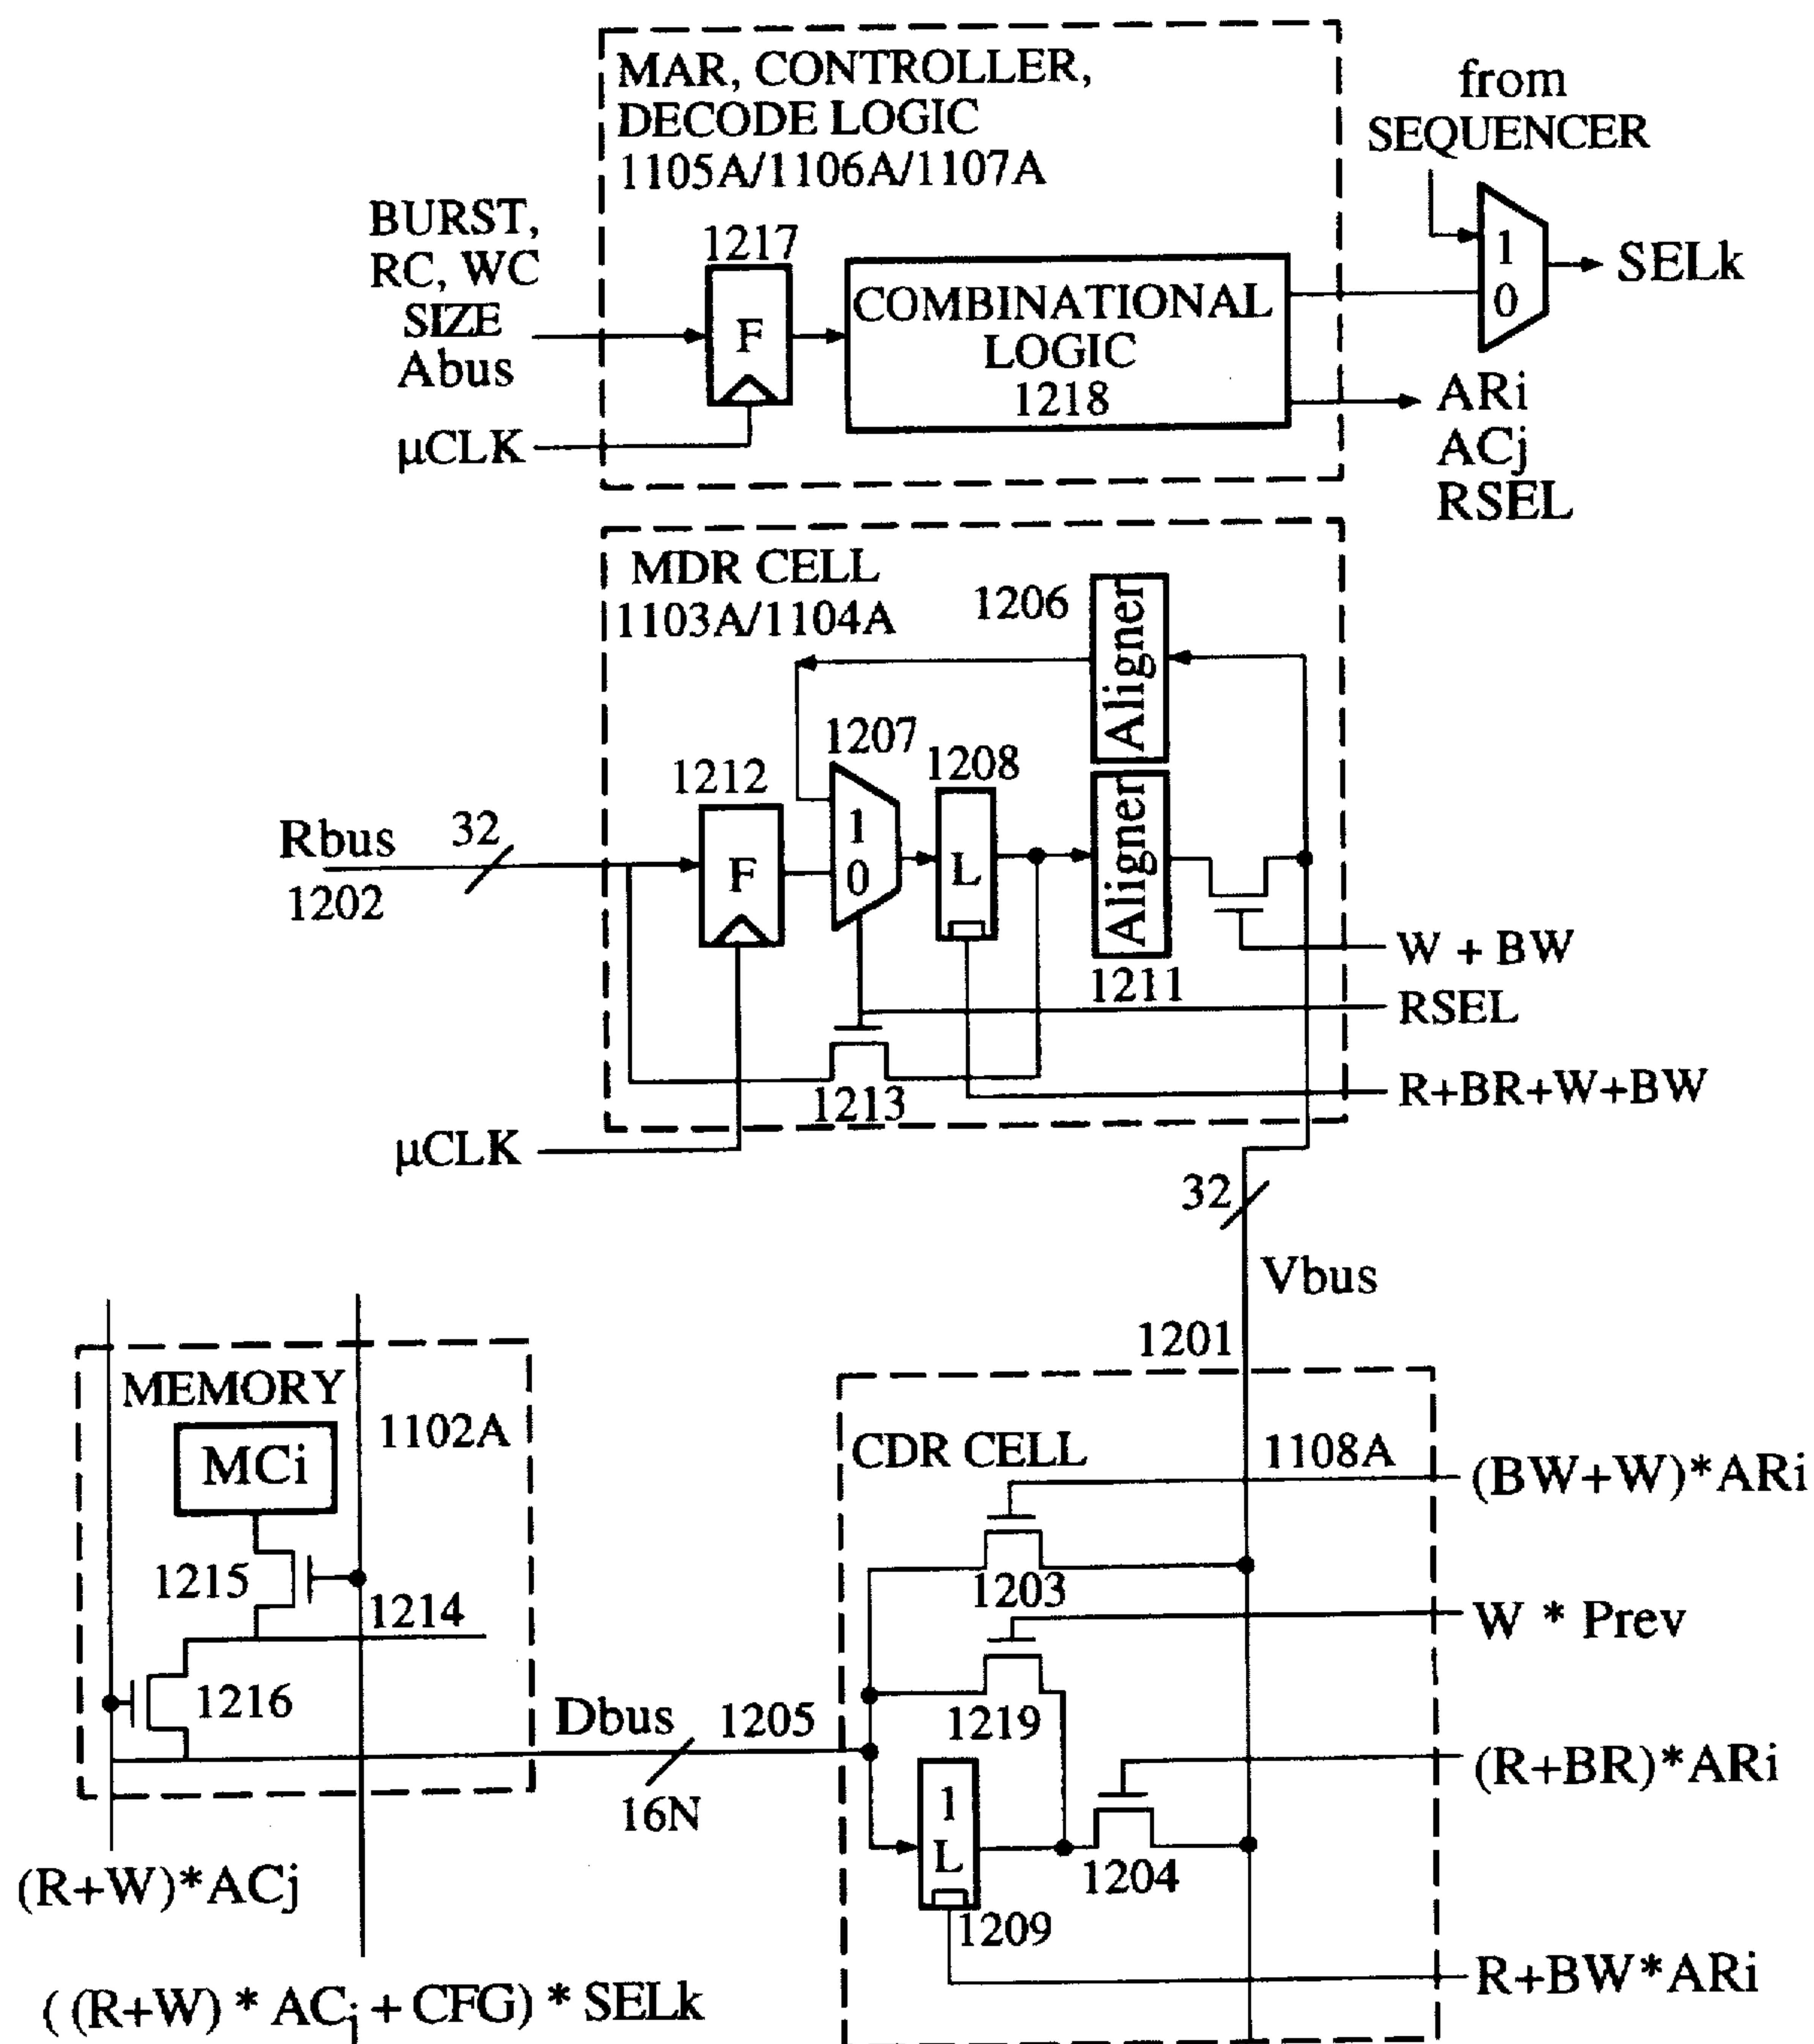 MAR, CONTROLLER,
DECODE LOGIC
1105A/1106A/1107A
from
SEQUENCER
BURST,
RC, WC
SIZE
Abus
1217
F
COMBINATIONAL
LOGIC
1218
1
0
SELk
µCLK
ARi
ACj
RSEL
MDR CELL
1103A/1104A
1206
Aligner
1207
1208
1212
Rbus
32
1202
F
1
0
L
Aligner
1211
W + BW
RSEL
1213
R+BR+W+BW
µCLK
32
Vbus
1201
MEMORY
1102A
MCi
1215
1214
1216
Dbus
1205
16N
(R+W)*ACj
((R+W) * ACj + CFG) * SELk
CDR CELL
1108A
(BW+W)*ARi
1203
W * Prev
1219
(R+BR)*ARi
1
L
1204
1209
R+BW*ARi